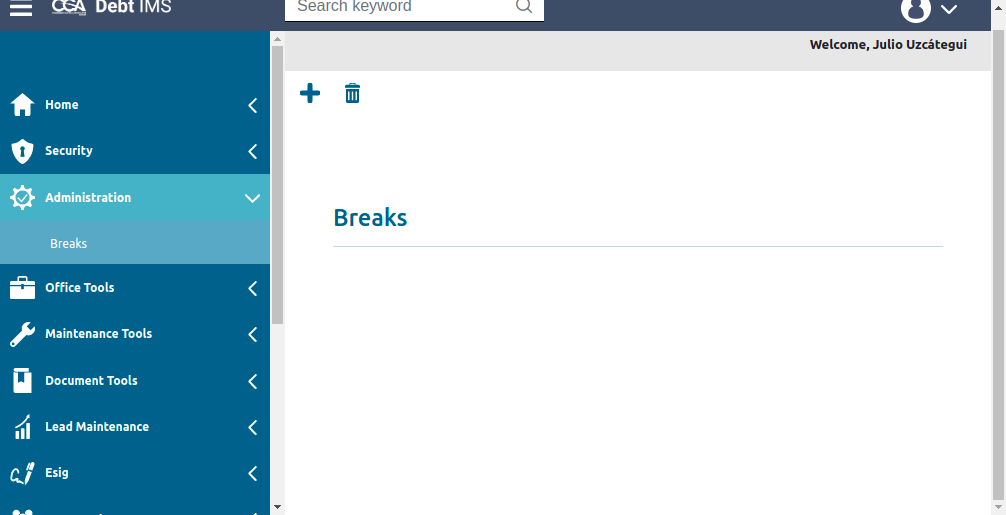 CCA Debt IMS
Search keyword
Welcome, Julio Uzcátegui
Home
Security
Administration
Breaks
Office Tools
Maintenance Tools
Document Tools
Lead Maintenance
Esig
Breaks